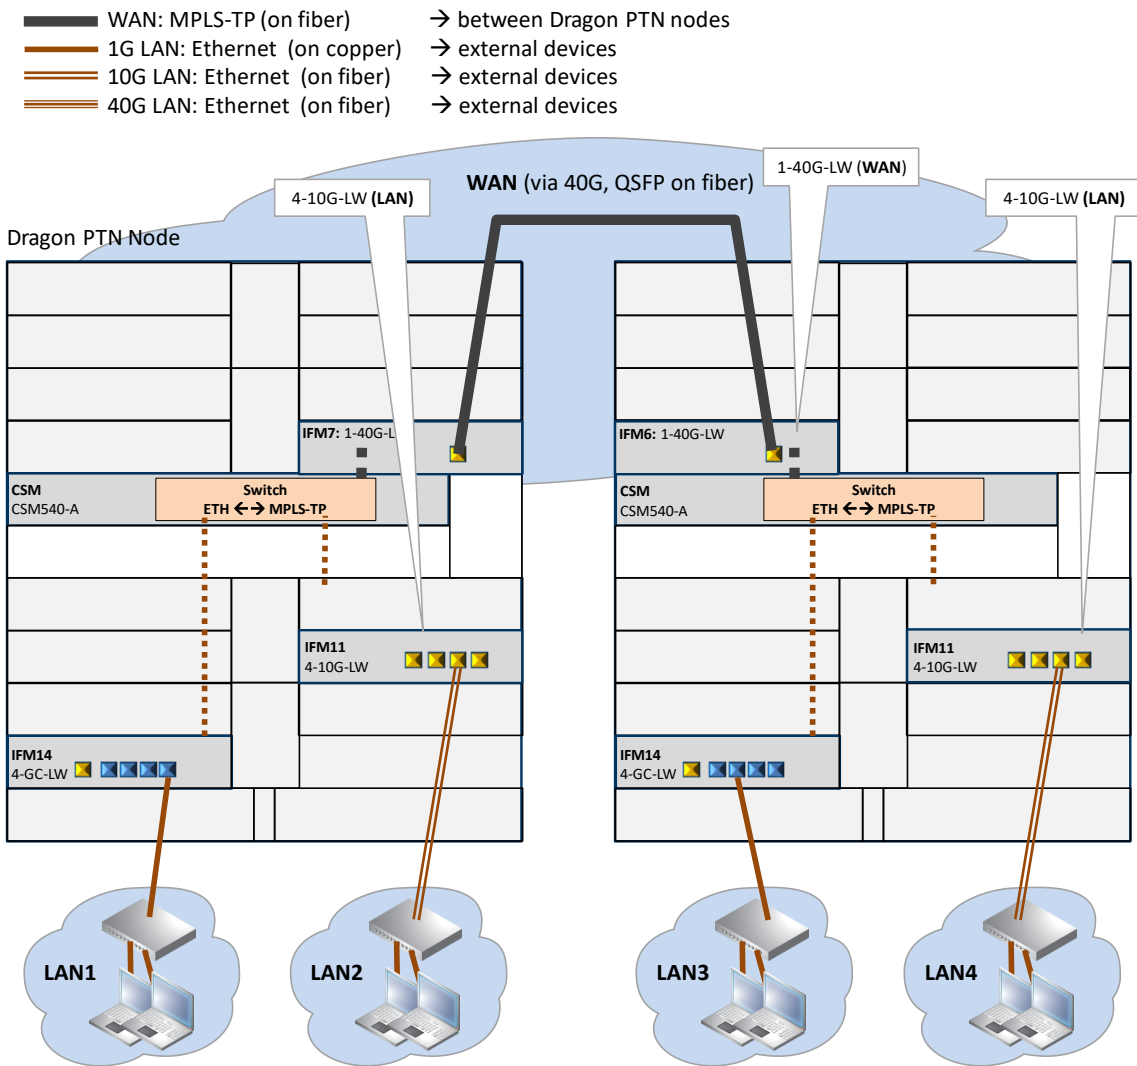 WAN: MPLS-TP (on fiber) → between Dragon PTN nodes
1G LAN: Ethernet (on copper) → external devices
10G LAN: Ethernet (on fiber) → external devices
40G LAN: Ethernet (on fiber) → external devices
1-40G-LW (WAN)
WAN (via 40G, QSFP on fiber)
4-10G-LW (LAN)
4-10G-LW (LAN)
Dragon PTN Node
IFM7: 1-40G-L
IFM6: 1-40G-LW
CSM
CSM540-A
Switch
ETH ←→ MPLS-TP
CSM
CSM540-A
Switch
ETH ←→ MPLS-TP
IFM11
4-10G-LW
IFM11
4-10G-LW
IFM14
4-GC-LW
IFM14
4-GC-LW
LAN1
LAN2
LAN3
LAN4